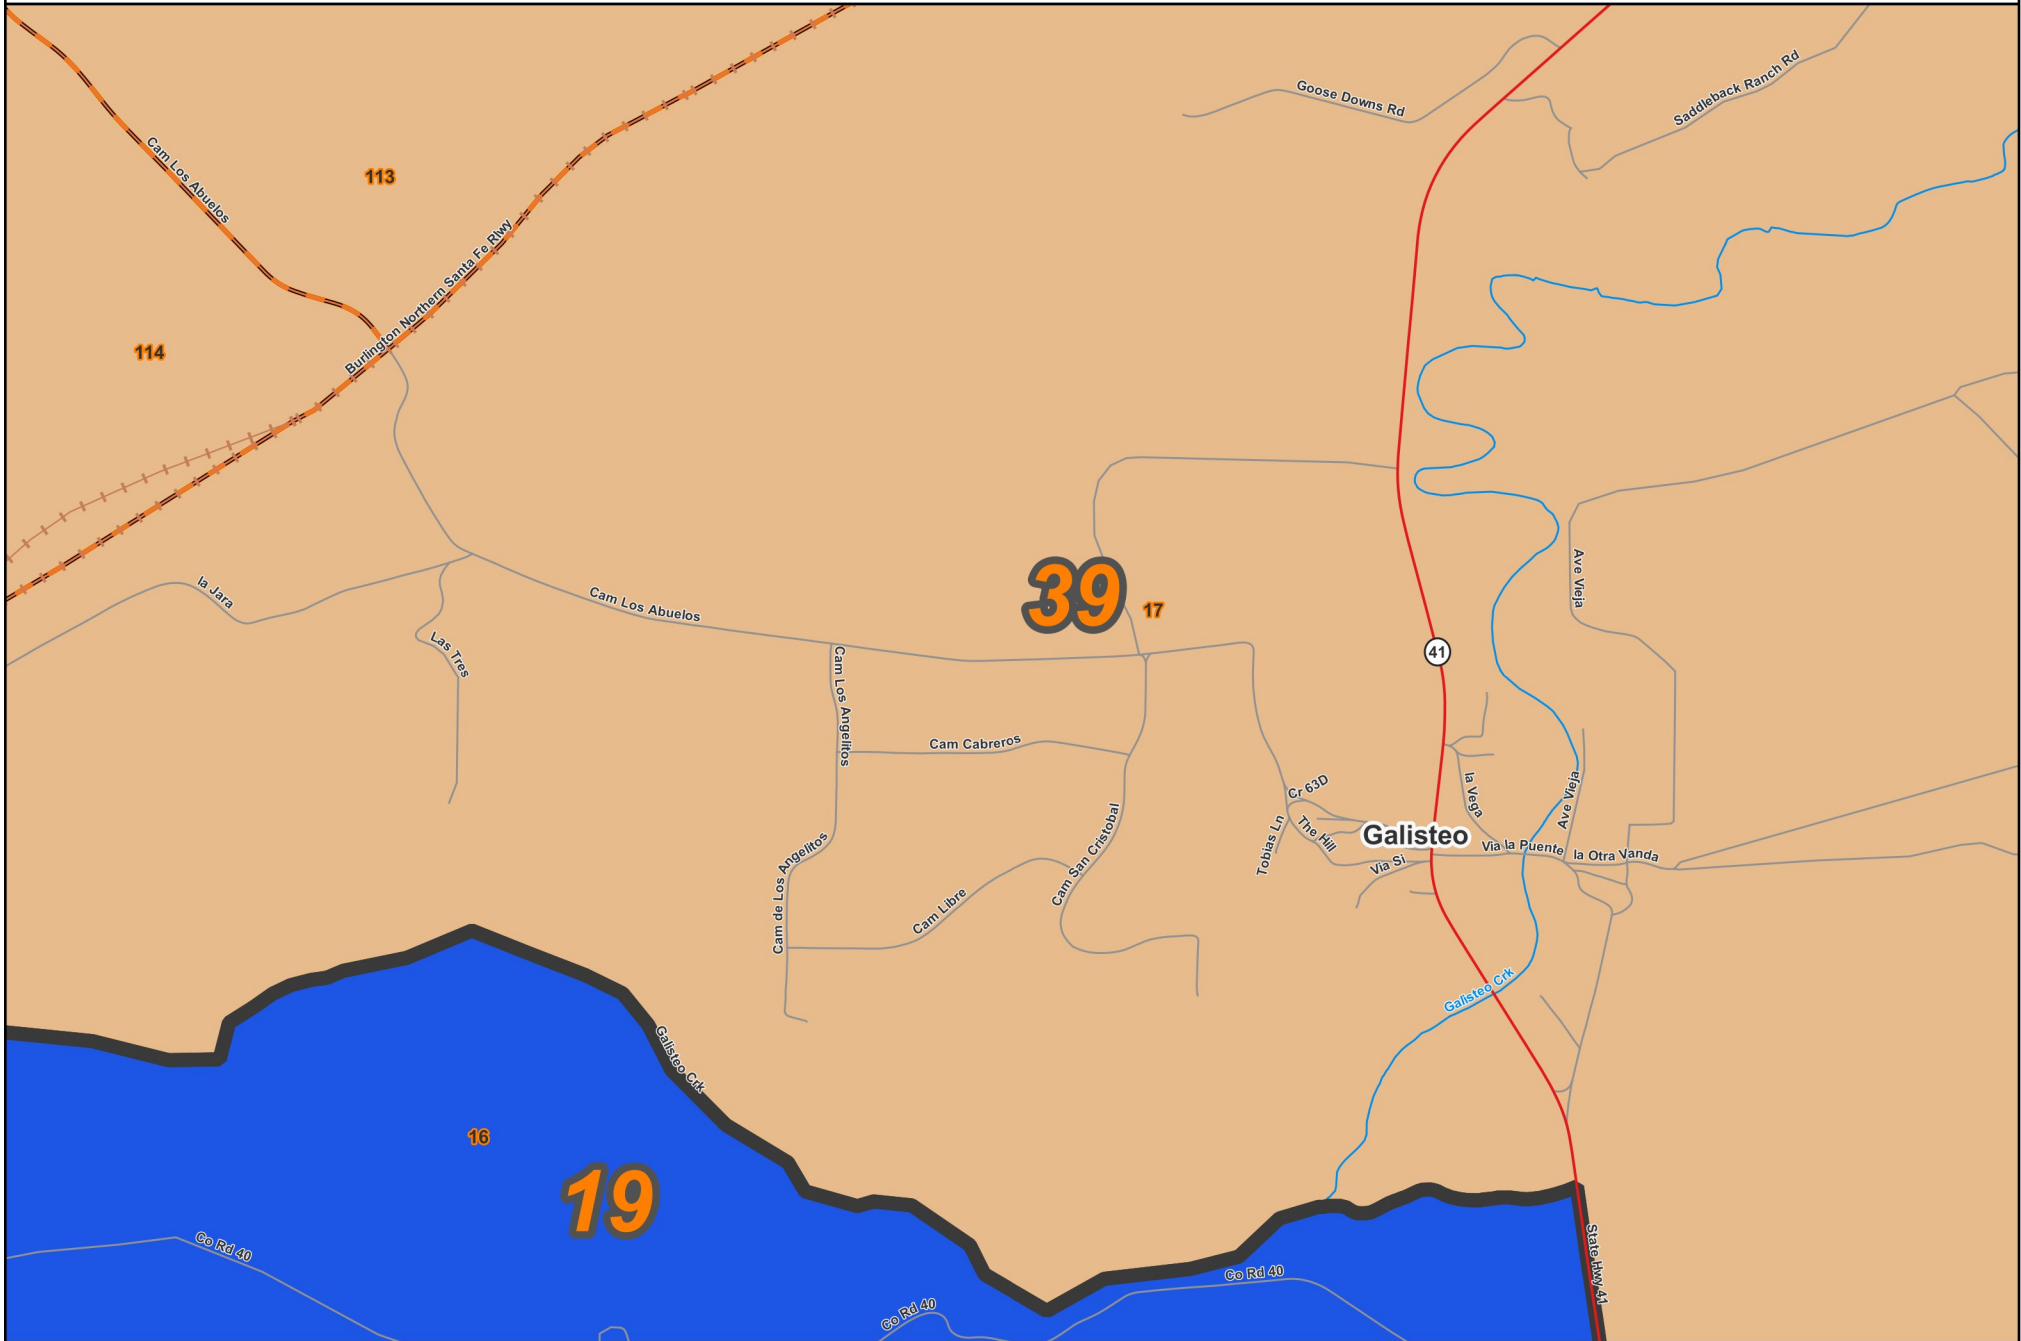 Goose Downs Rd
Saddleback Ranch Rd
Cam Los Abuelos
113
Burlington Northern Santa Fe Rlwy
114
la Jara
Cam Los Abuelos
Las Tres
39
17
Ave Vieja
41
Cam Los Angelitos
Cam Cabreros
Cr 63D
la Vega
Ave Vieja
The Hill
Tobias Ln
Galisteo
Via la Puente
la Otra Vanda
Via Si
Cam San Cristobal
Cam de Los Angelitos
Cam Libre
Galisteo Crk
Galisteo Crk
16
19
Co Rd 40
Co Rd 40
Co Rd 40
State Hwy 41